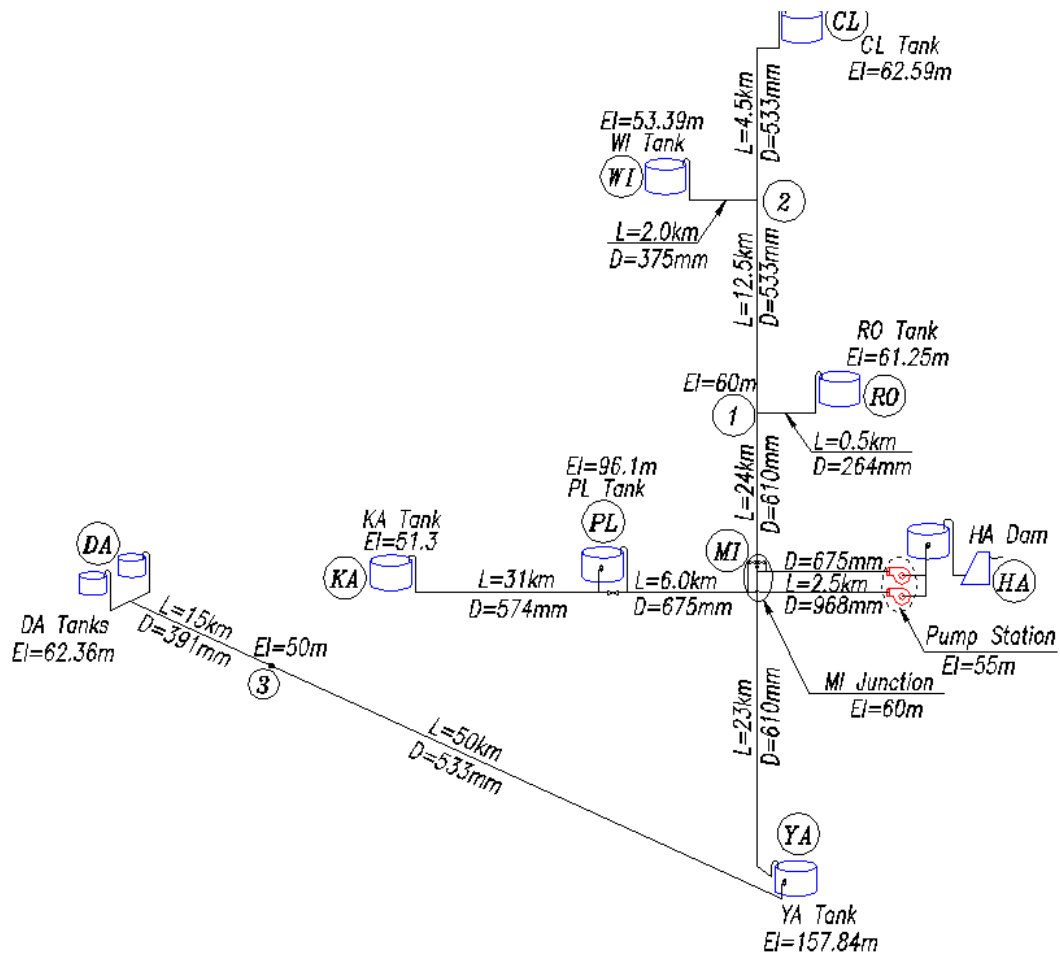 CL
CL Tank
El=62.59m
L=4.5km
D=533mm
El=53.39m
WI Tank
WI
2
L=2.0km
D=375mm
L=12.5km
D=533mm
RO Tank
El=61.25m
RO
El=60m
1
L=0.5km
D=264mm
L=24km
D=610mm
El=96.1m
PL Tank
PL
KA Tank
El=51.3
KA
L=31km
D=574mm
L=6.0km
D=675mm
MI
D=675mm
L=2.5km
D=968mm
HA Dam
HA
Pump Station
El=55m
MI Junction
El=60m
DA
DA Tanks
El=62.36m
L=15km
D=391mm
El=50m
3
L=50km
D=533mm
L=23km
D=610mm
YA
YA Tank
El=157.84m